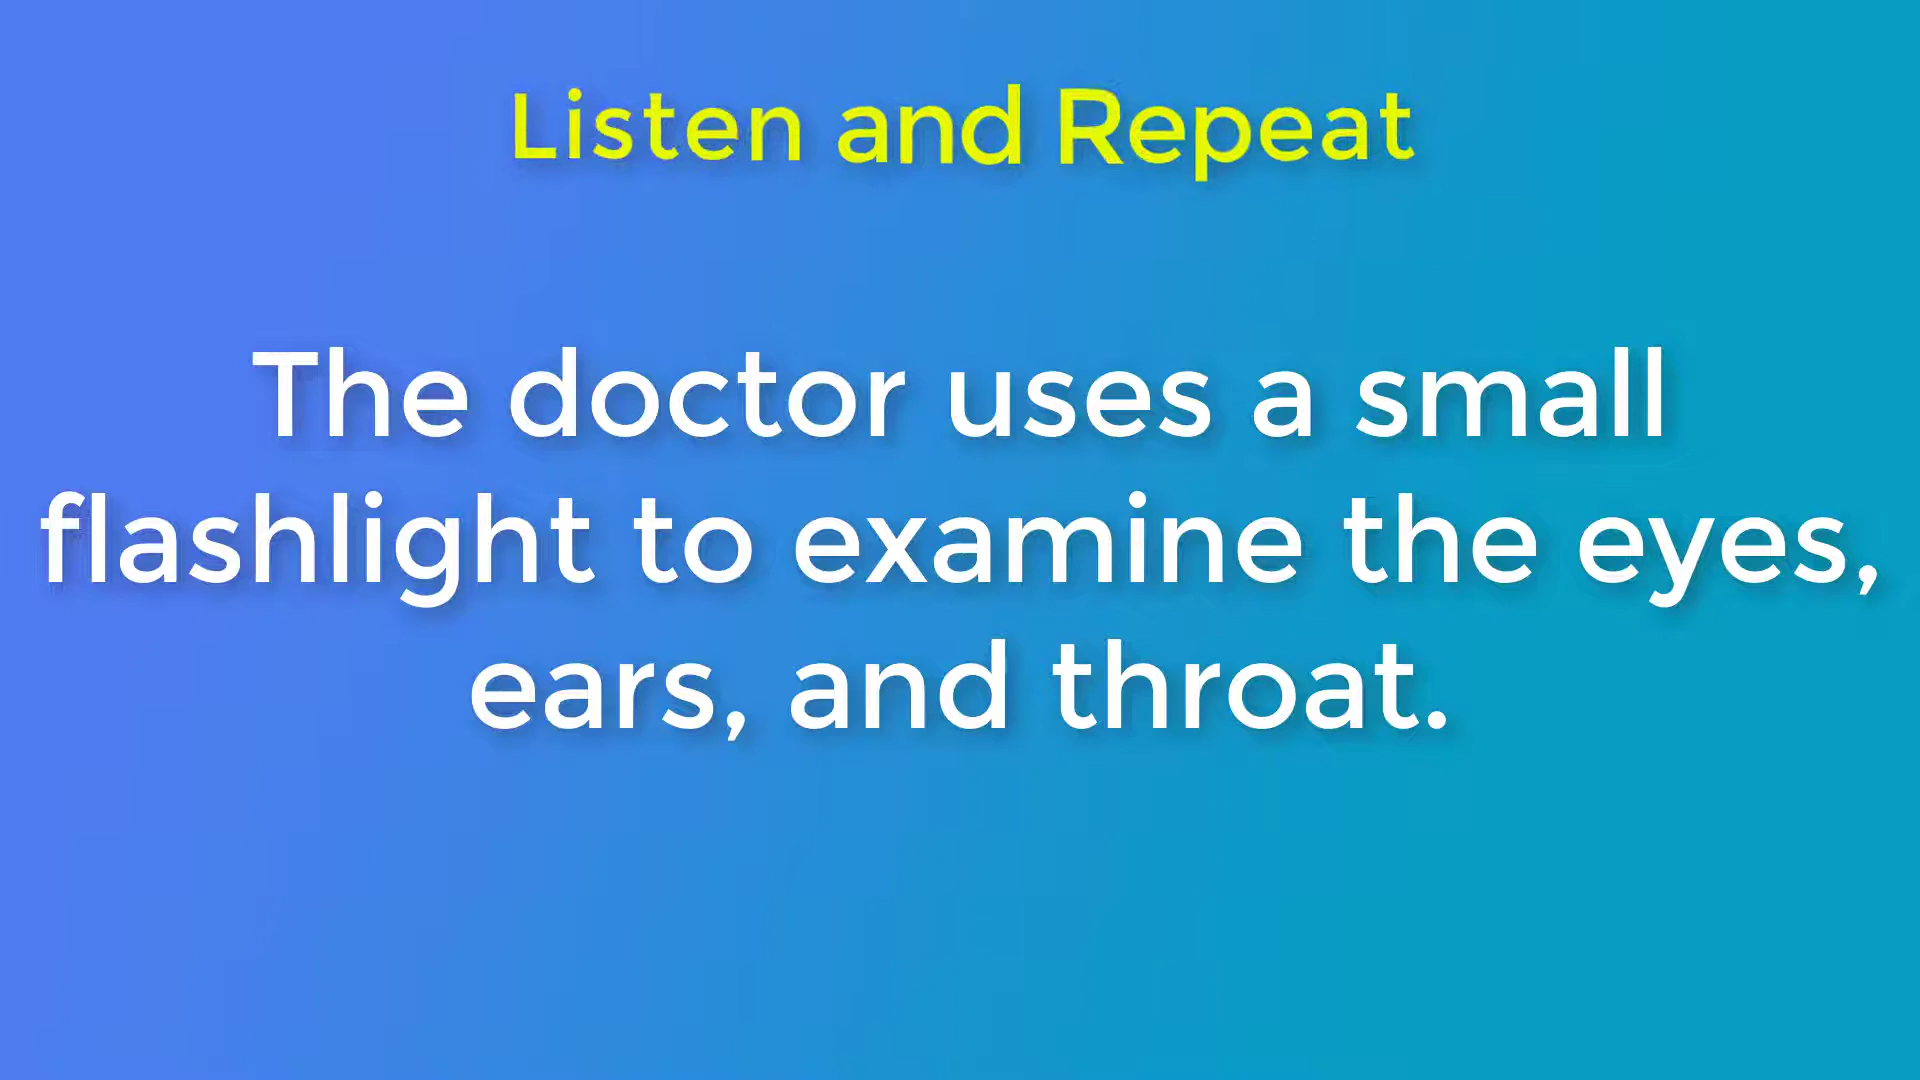 Listen and Repeat
The doctor uses a small
flashlight to examine the eyes,
ears, and throat.